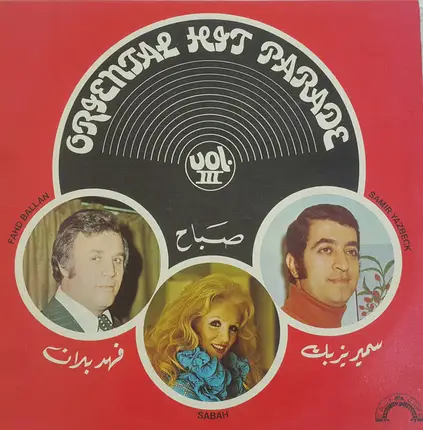 ORIENTAL HIT PARADE
vol.
III
FAHD BALLAN
SAMIR YAZBECK
صباح
فهد بلان
سمير يزبك
SABAH